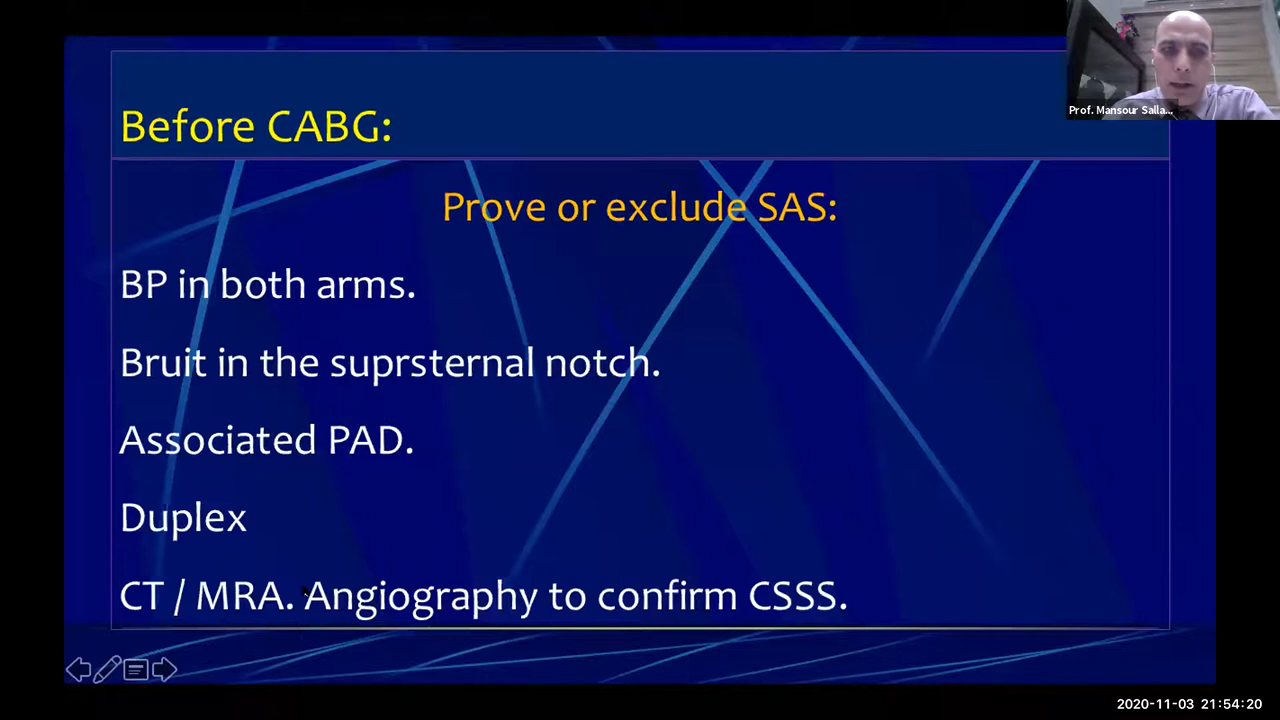 Before CABG:
Prove or exclude SAS:
BP in both arms.
Bruit in the suprsternal notch.
Associated PAD.
Duplex
CT / MRA. Angiography to confirm CSSS.
Prof. Mansour Salla...
2020-11-03 21:54:20